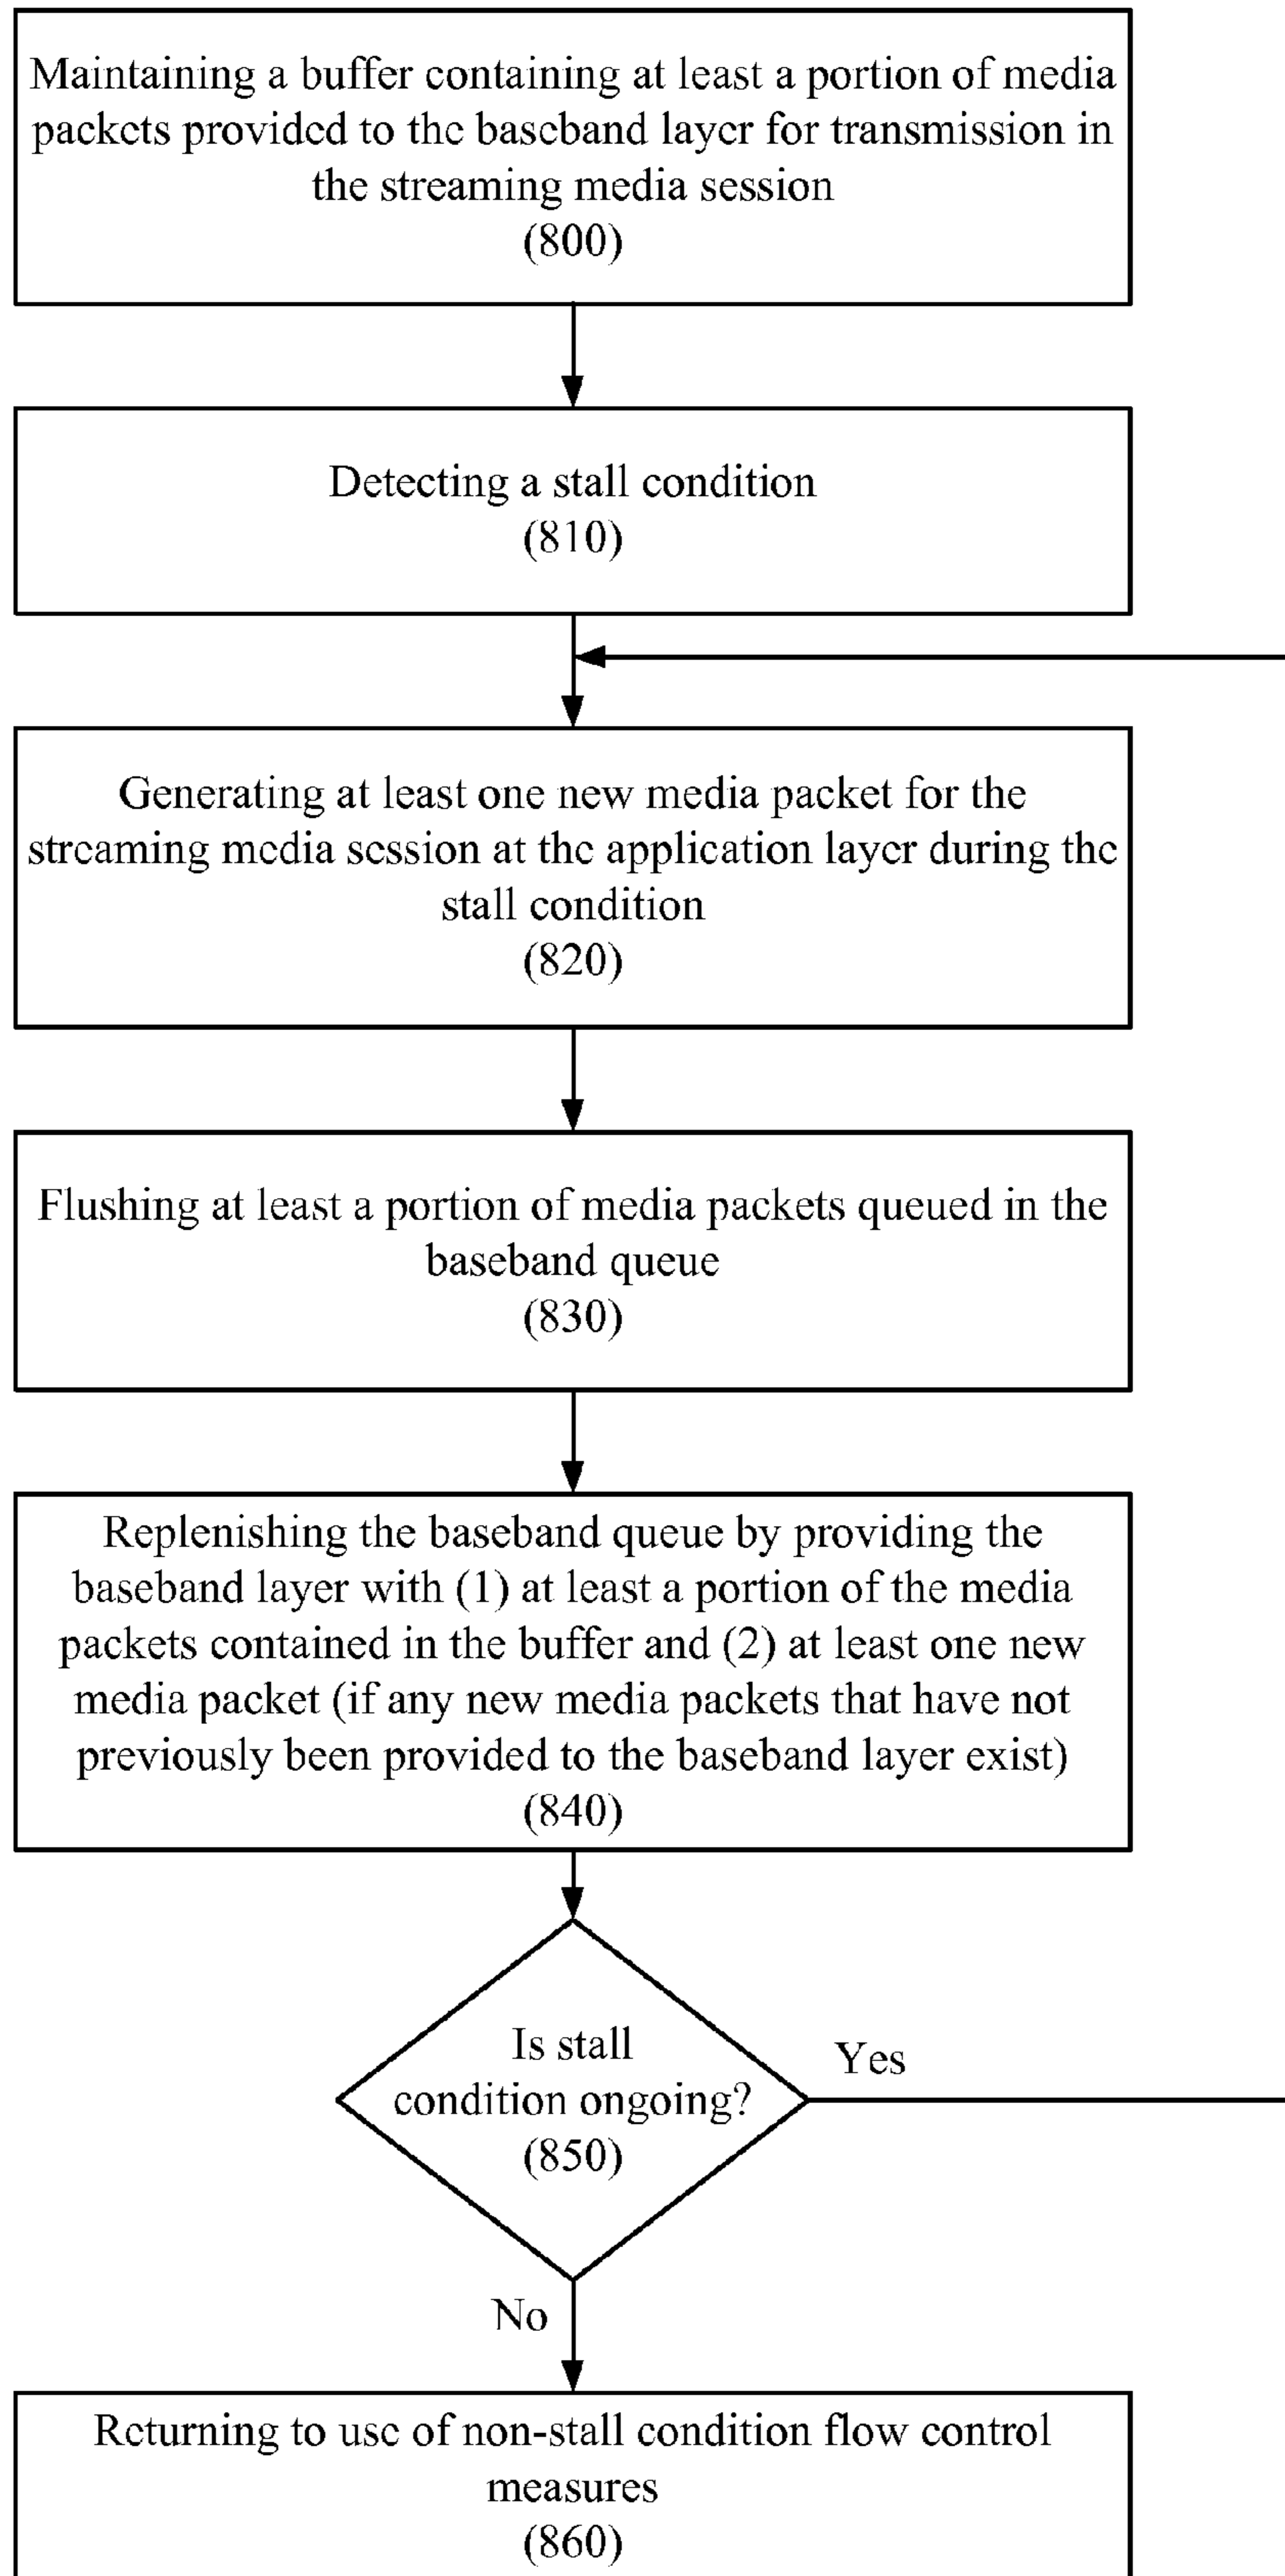 Maintaining a buffer containing at least a portion of media
packets provided to the baseband layer for transmission in
the streaming media session
(800)
Detecting a stall condition
(810)
Generating at least one new media packet for the
streaming media session at the application layer during the
stall condition
(820)
Flushing at least a portion of media packets queued in the
baseband queue
(830)
Replenishing the baseband queue by providing the
baseband layer with (1) at least a portion of the media
packets contained in the buffer and (2) at least one new
media packet (if any new media packets that have not
previously been provided to the baseband layer exist)
(840)
Is stall
condition ongoing?
(850)
Yes
No
Returning to use of non-stall condition flow control
measures
(860)